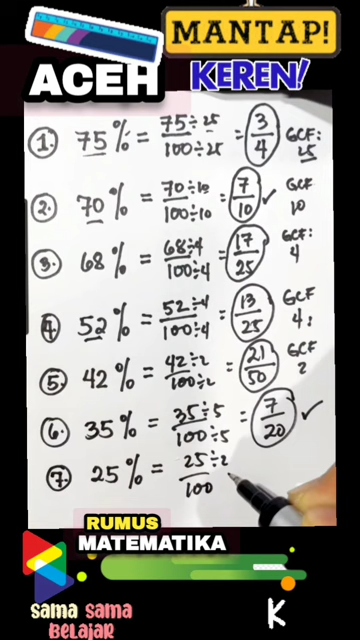 MANTAP!
ACEH KEREN!
1. 75% = 75÷25 / 100÷25 = 3/4 GCF: 25
2. 70% = 70÷10 / 100÷10 = 7/10 ✓ GCF 10
3. 68% = 68÷4 / 100÷4 = 17/25 GCF: 4
4. 52% = 52÷4 / 100÷4 = 13/25 GCF 4:
5. 42% = 42÷2 / 100÷2 = 21/50 GCF 2
6. 35% = 35÷5 / 100÷5 = 7/20 ✓
7. 25% = 25÷2 / 100
RUMUS
MATEMATIKA
sama sama
belajar
K